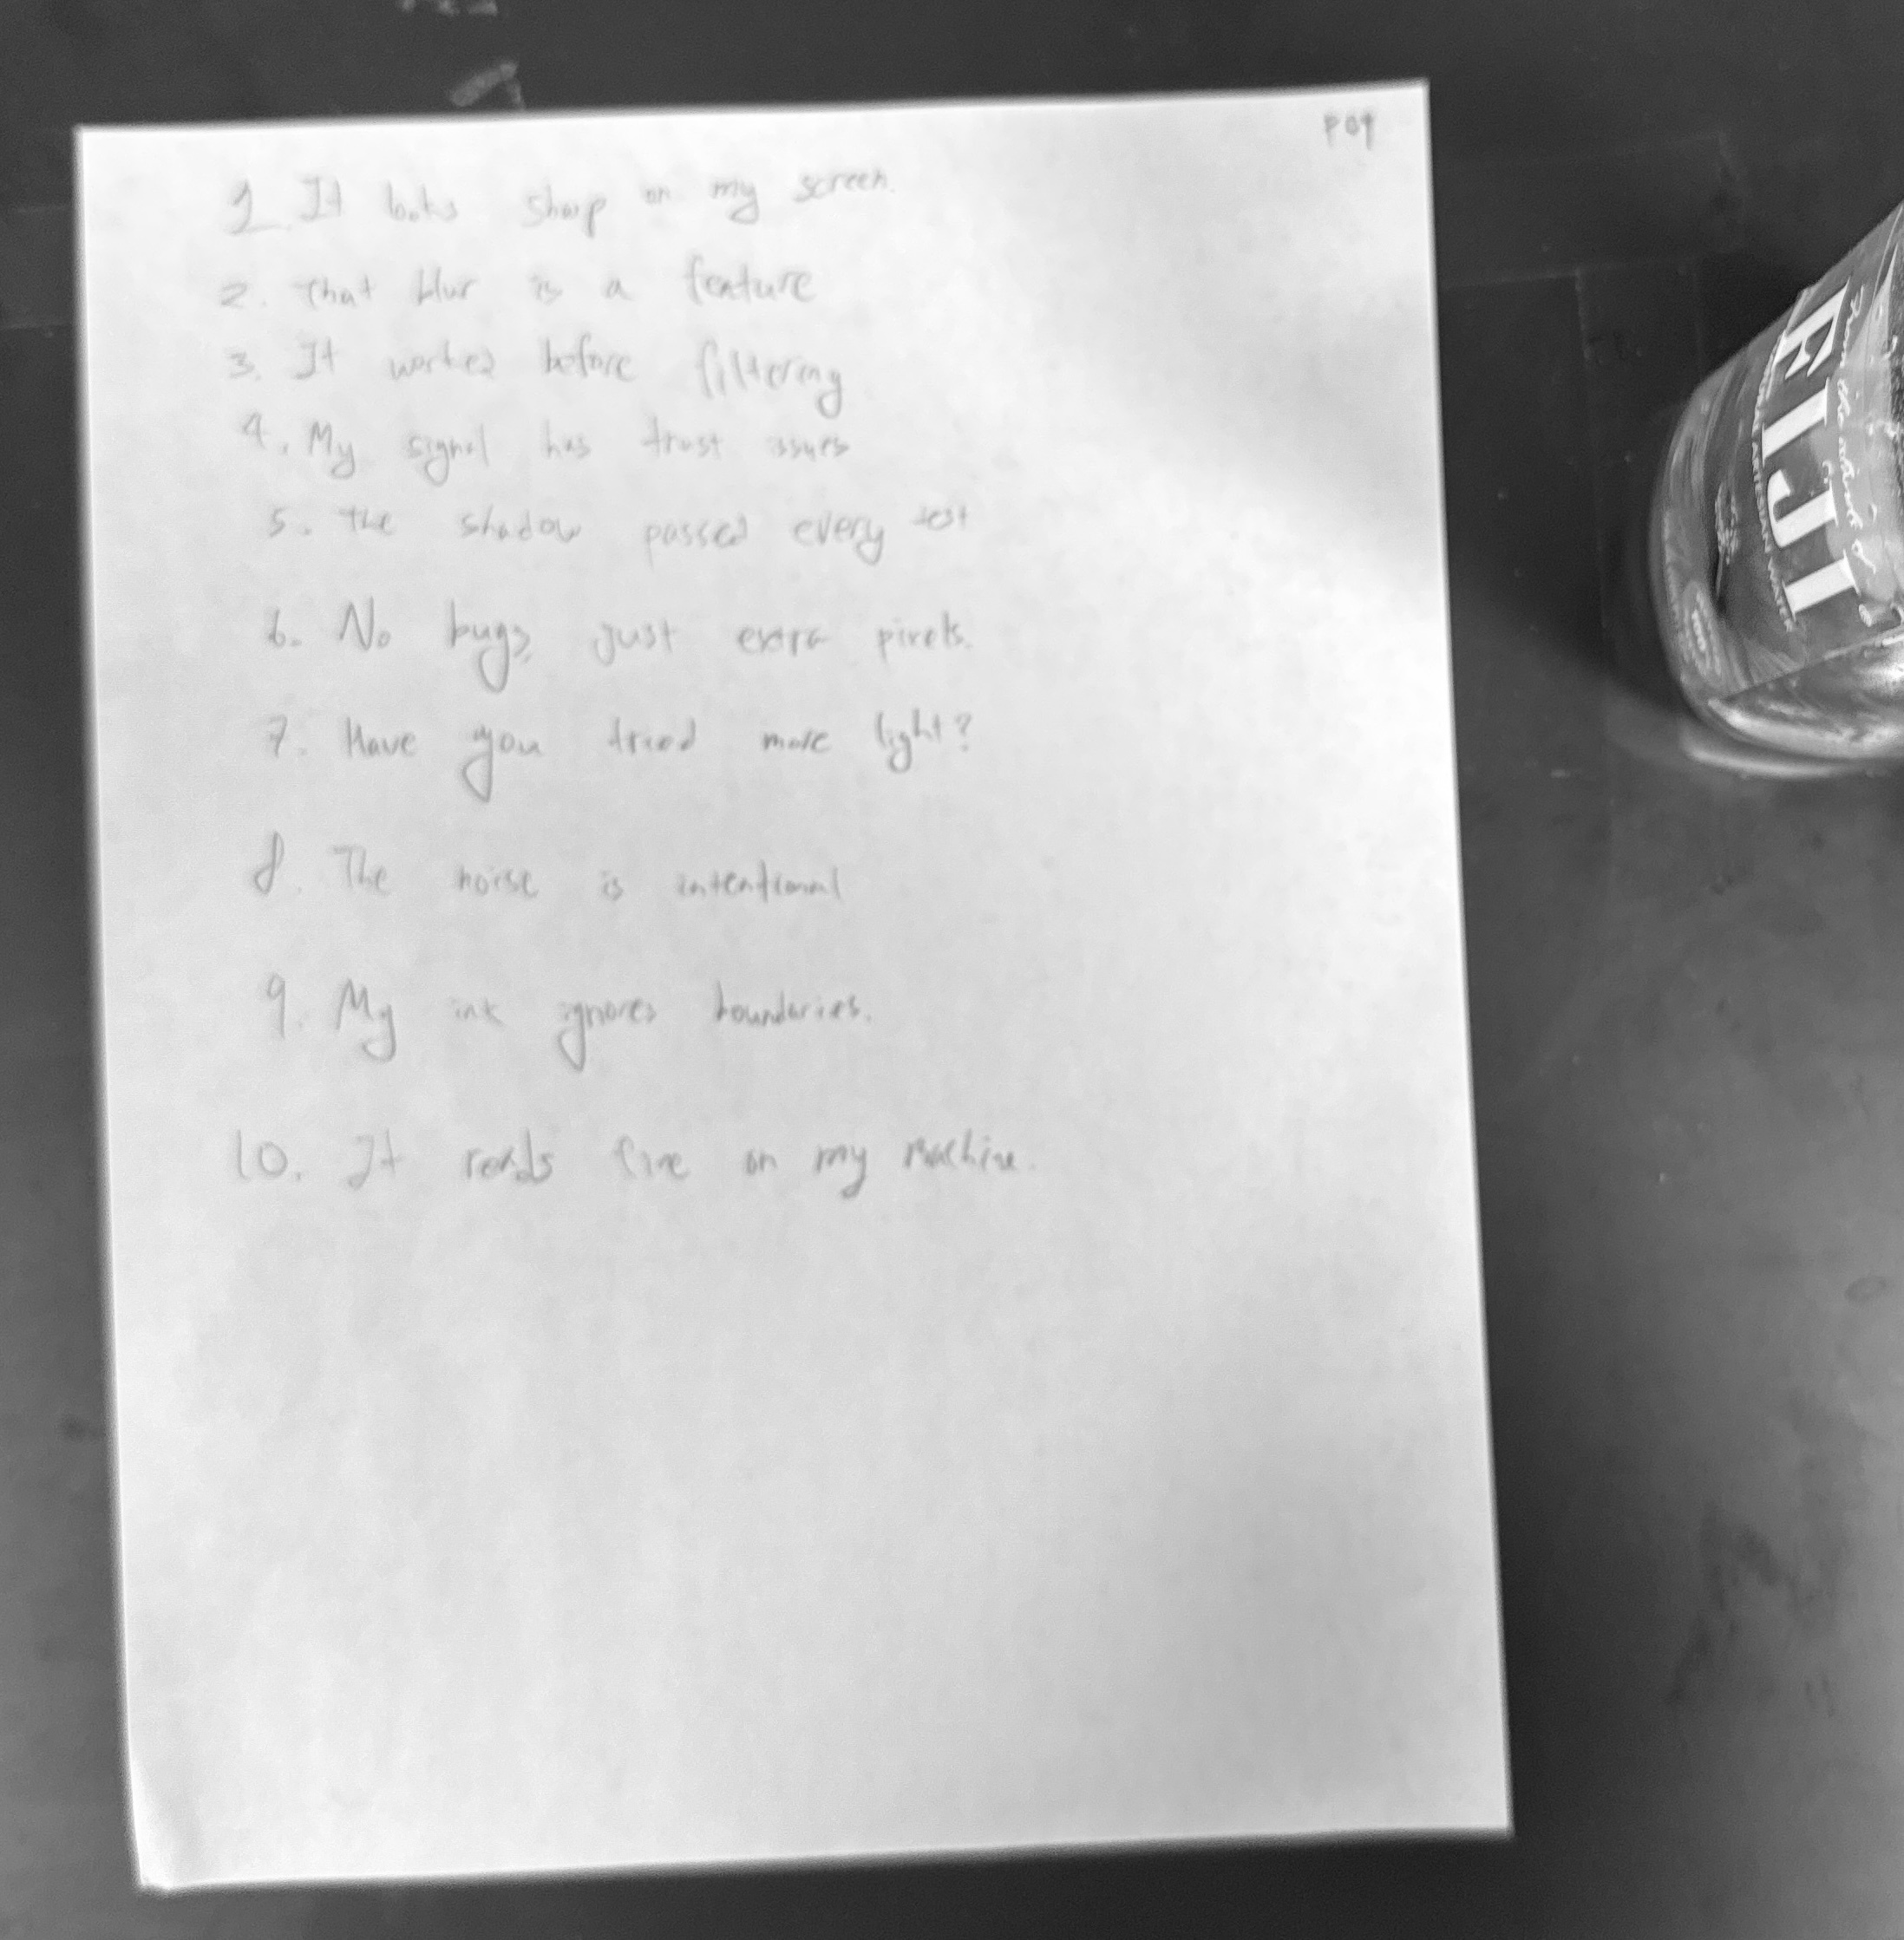 P09
1. It looks sharp on my screen.
2. That blur is a feature
3. It worked before filtering
4. My signal has trust issues
5. The shadow passed every test
6. No bugs, just extra pixels.
7. Have you tried more light?
8. The noise is intentional
9. My ink ignores boundaries.
10. It reads fine on my machine.
FIJI